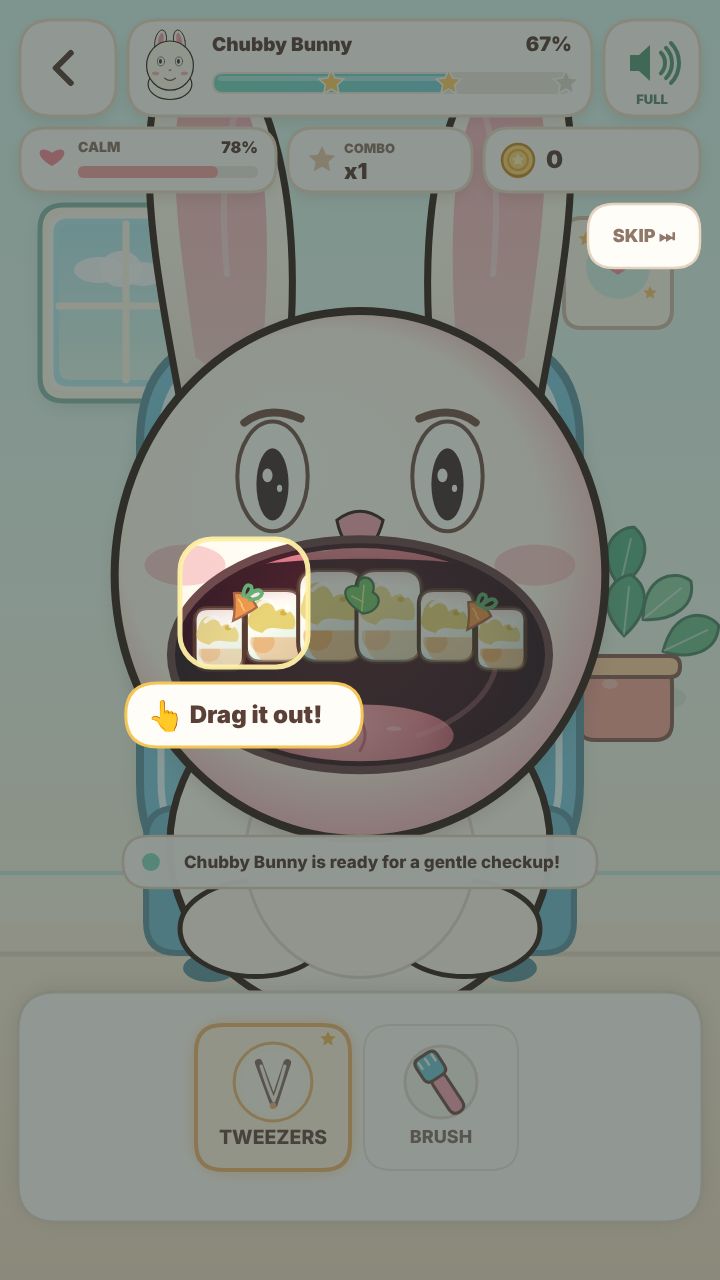 Chubby Bunny 67%
FULL
CALM 78%
COMBO
x1
0
SKIP
Drag it out!
Chubby Bunny is ready for a gentle checkup!
TWEEZERS
BRUSH